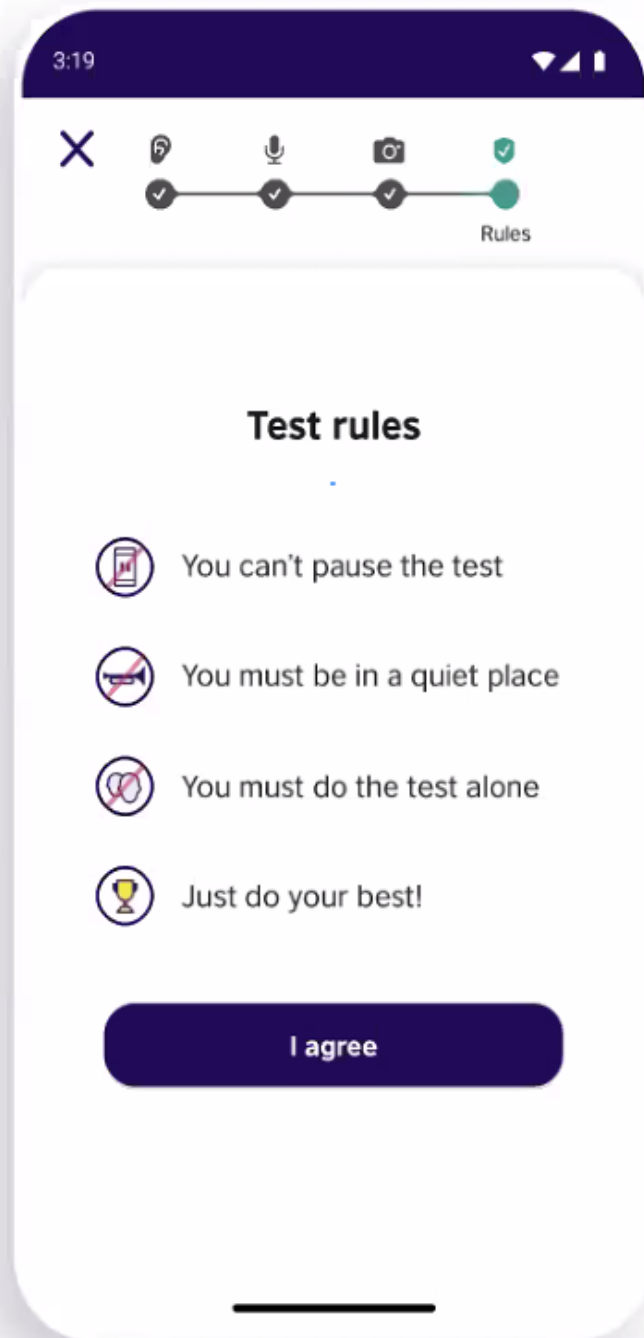 3:19
Rules
Test rules
You can't pause the test
You must be in a quiet place
You must do the test alone
Just do your best!
I agree